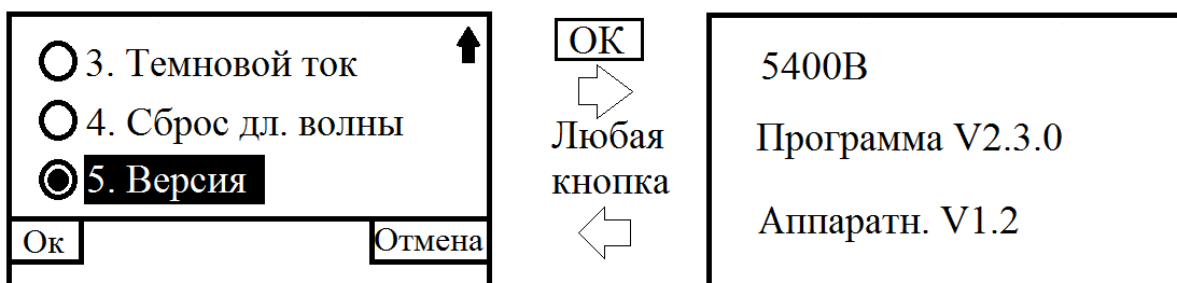 3. Темновой ток
4. Сброс дл. волны
5. Версия
Ок
Отмена
ОК
Любая
кнопка
5400В
Программа V2.3.0
Аппаратн. V1.2